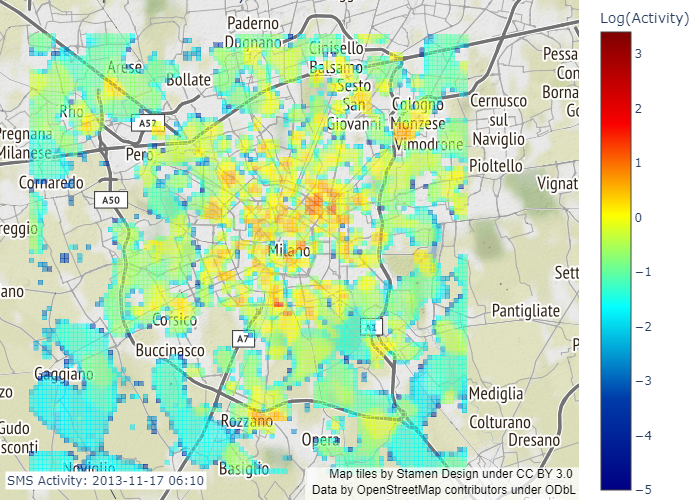 Log(Activity)
3
2
1
0
−1
−2
−3
−4
−5
Paderno
Dugnano
Cinisello
Balsamo
Arese
Bollate
Sesto
San
Giovanni
Cologno
Monzese
Cernusco
sul
Naviglio
Pessa
Con
Borna
Go
Rho
A52
Pregnana
Milanese
Pero
Vimodrone
Pioltello
Cornaredo
Vignat
A50
reggio
Milano
Sett
ano
Corsico
A1
Pantigliate
A7
Buccinasco
P
Gaggiano
zo
Mediglia
Rozzano
Colturano
Gudo
sconti
Opera
Dresano
Noviglio
Basiglio
SMS Activity: 2013-11-17 06:10
Map tiles by Stamen Design under CC BY 3.0
Data by OpenStreetMap contributors under ODbL